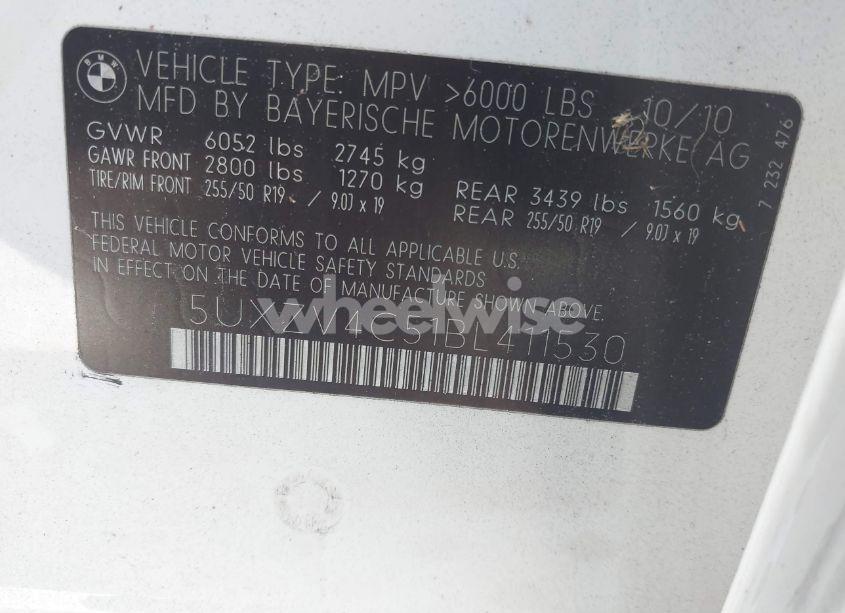 BMW
VEHICLE TYPE: MPV >6000 LBS 10/10
MFD BY BAYERISCHE MOTORENWERKE AG
GVWR 6052 lbs 2745 kg
GAWR FRONT 2800 lbs 1270 kg REAR 3439 lbs 1560 kg
TIRE/RIM FRONT 255/50 R19 / 9.0J x 19 REAR 255/50 R19 / 9.0J x 19
THIS VEHICLE CONFORMS TO ALL APPLICABLE U.S.
FEDERAL MOTOR VEHICLE SAFETY STANDARDS
IN EFFECT ON THE DATE OF MANUFACTURE SHOWN ABOVE.
wheelwise
7 232 476